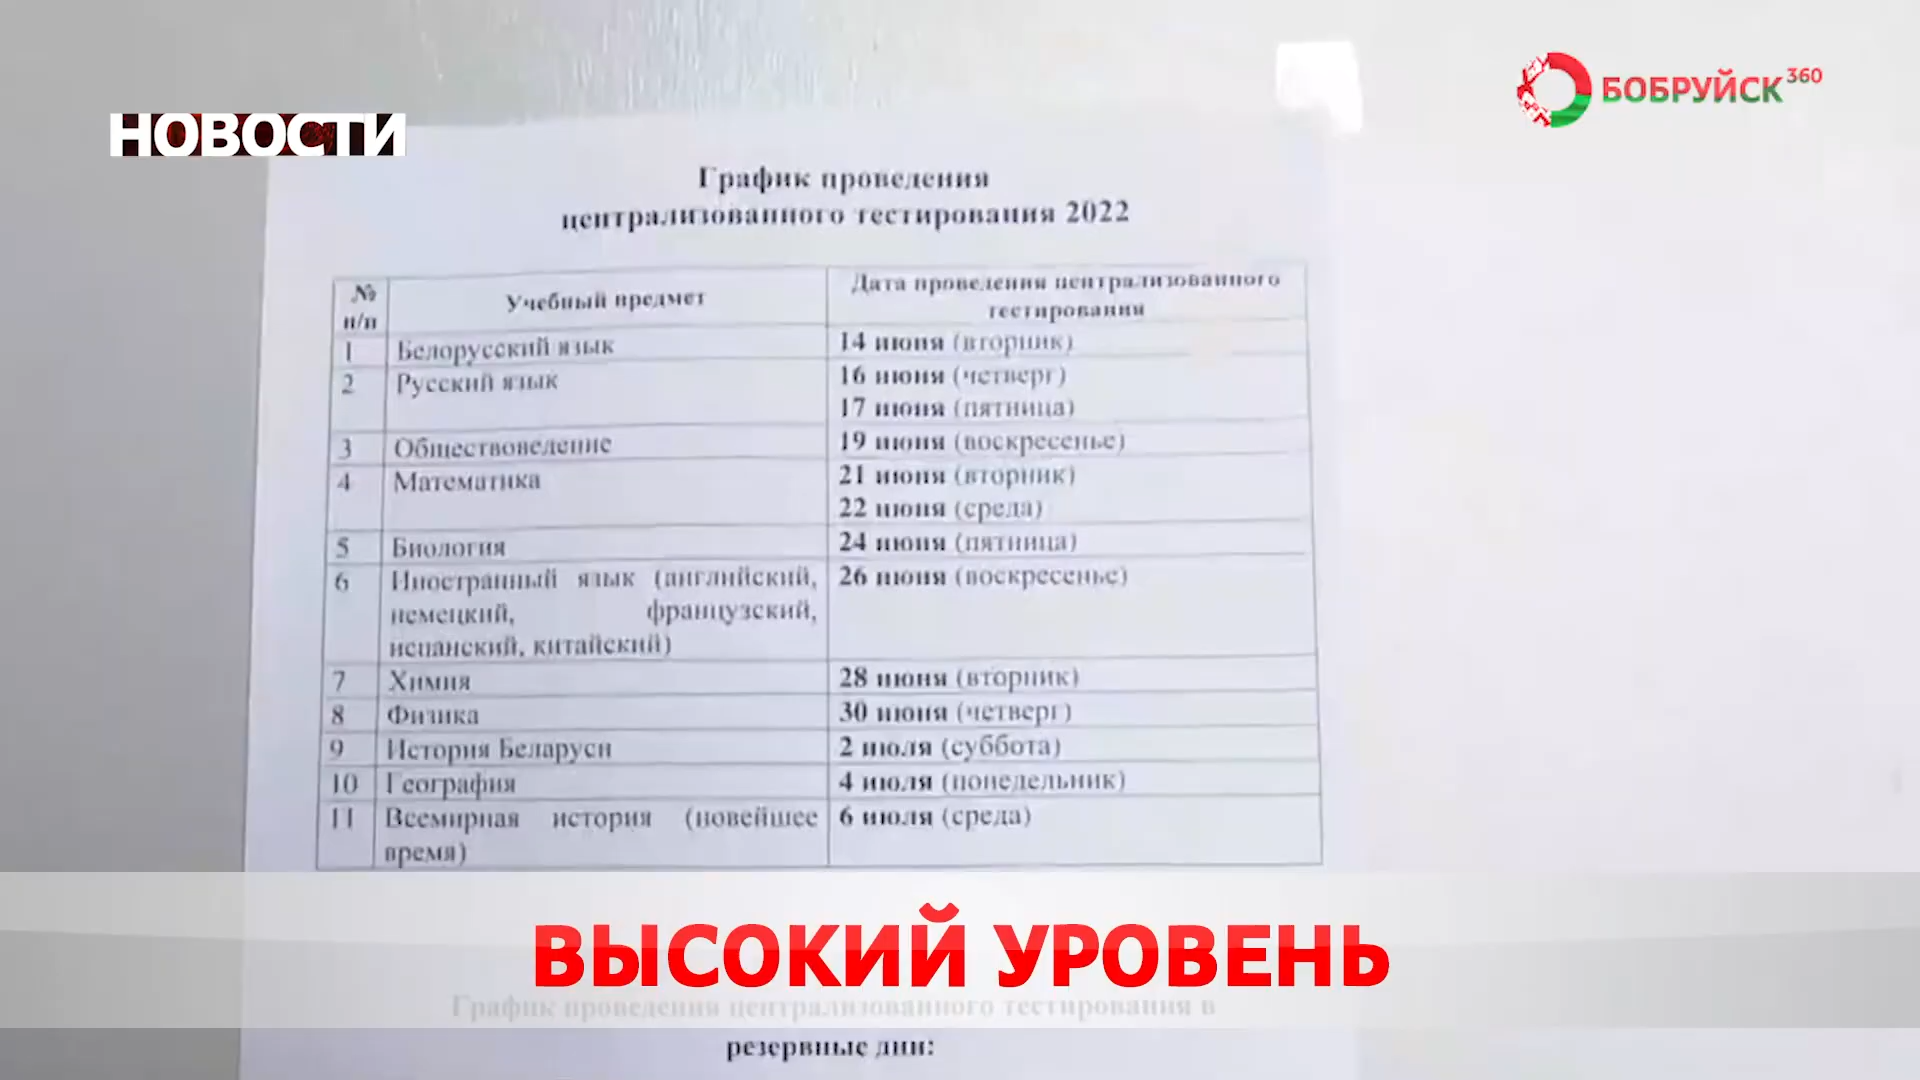 НОВОСТИ
БОБРУЙСК 360
График проведения
централизованного тестирования 2022
№ п/п Учебный предмет Дата проведения централизованного тестирования
1 Белорусский язык 14 июня (вторник)
2 Русский язык 16 июня (четверг)
17 июня (пятница)
3 Обществоведение 19 июня (воскресенье)
4 Математика 21 июня (вторник)
22 июня (среда)
5 Биология 24 июня (пятница)
6 Иностранный язык (английский, 26 июня (воскресенье)
немецкий, французский,
испанский, китайский)
7 Химия 28 июня (вторник)
8 Физика 30 июня (четверг)
9 История Беларуси 2 июля (суббота)
10 География 4 июля (понедельник)
11 Всемирная история (новейшее 6 июля (среда)
время)
ВЫСОКИЙ УРОВЕНЬ
График проведения централизованного тестирования в
резервные дни: